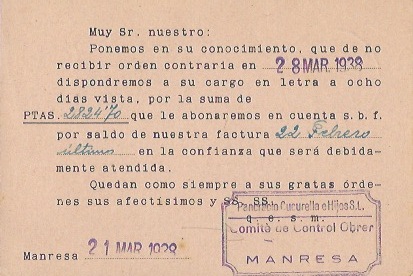 Muy Sr. nuestro:
Ponemos en su conocimiento, que de no
recibir orden contraria en 28 MAR. 1938
dispondremos a su cargo en letra a ocho
días vista, por la suma de
PTAS. 2824'70 que le abonaremos en cuenta s.b.f.
por saldo de nuestra factura 22 Febrero
último en la confianza que será debida-
mente atendida.
Quedan como siempre a sus gratas órde-
nes sus afectísimos y SS. SS.
q. e. s. m.
Pancracio Cucurella e Hijos S.L.
Comité de Control Obrer
MANRESA
Manresa 21 MAR 1938